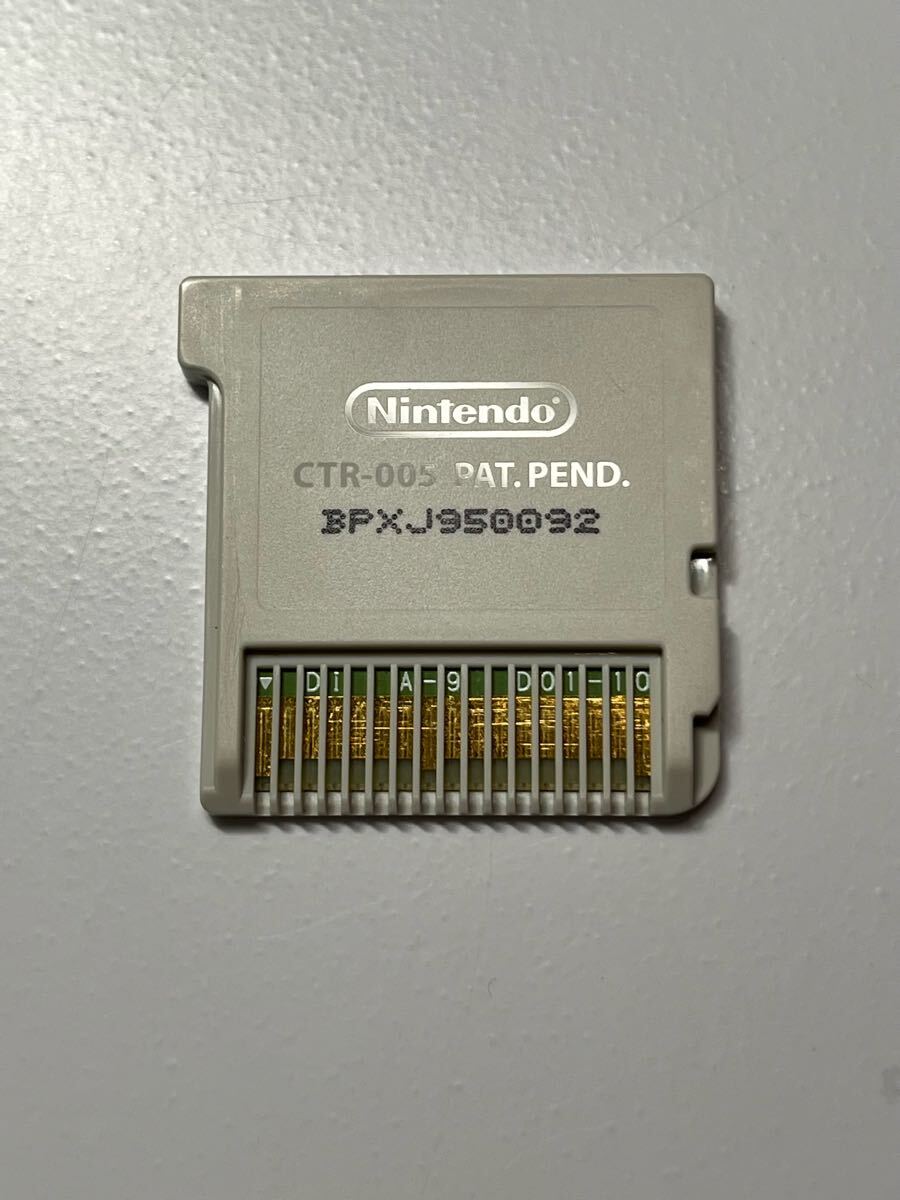 Nintendo®
CTR-005 PAT. PEND.
BPXJ950092
DI A-9 D01-10